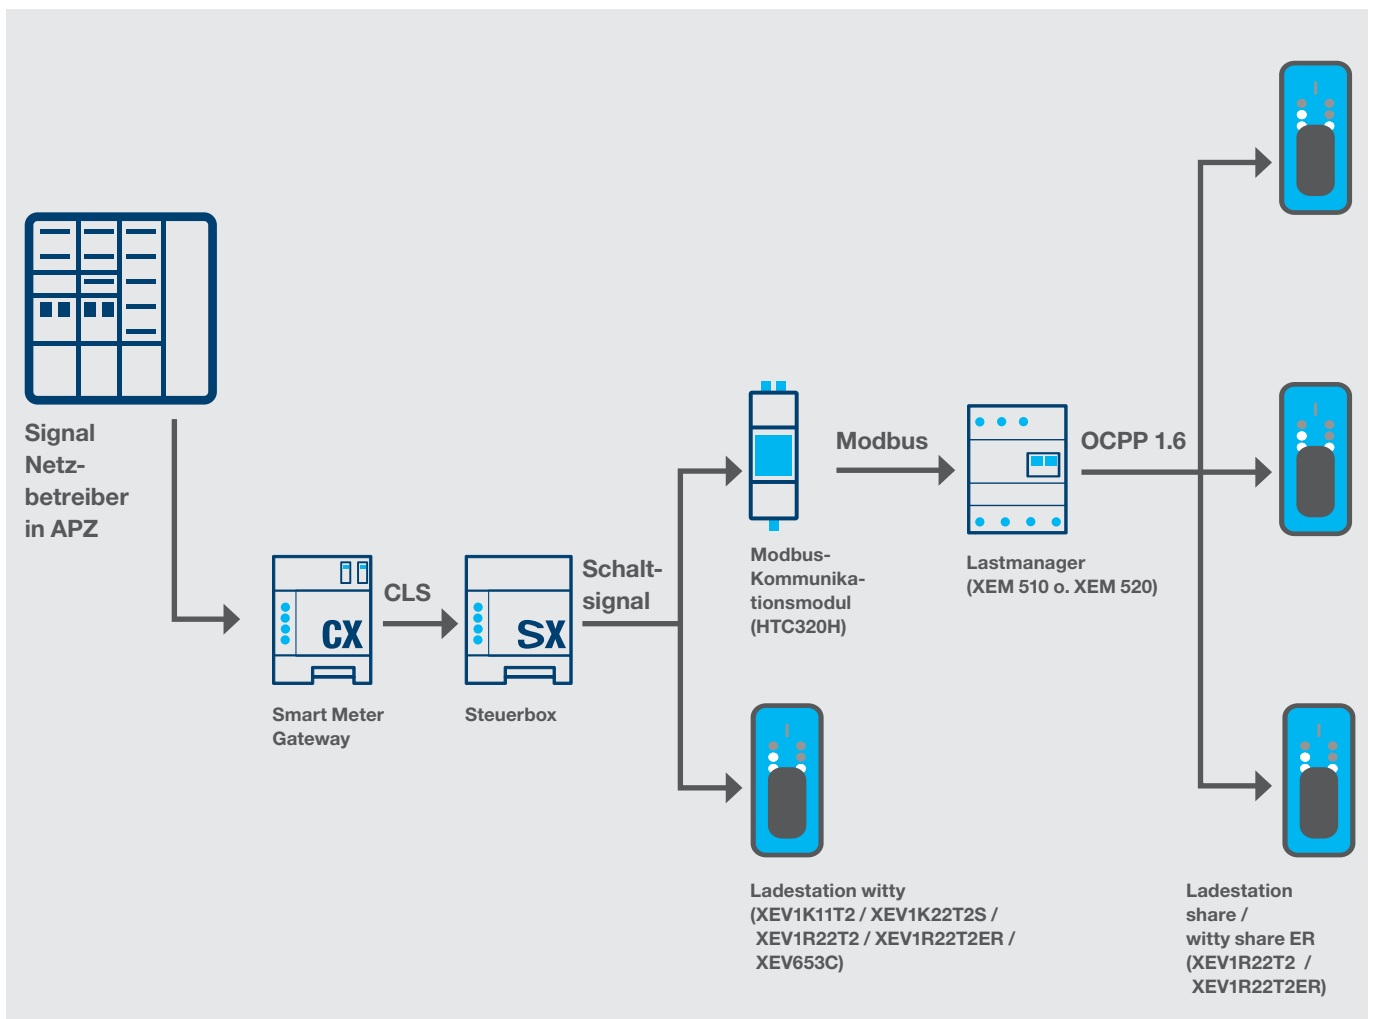 Signal
Netz-
betreiber
in APZ
CX
Smart Meter
Gateway
CLS
SX
Steuerbox
Schalt-
signal
Modbus-
Kommunika-
tionsmodul
(HTC320H)
Modbus
Lastmanager
(XEM 510 o. XEM 520)
OCPP 1.6
Ladestation witty
(XEV1K11T2 / XEV1K22T2S /
XEV1R22T2 / XEV1R22T2ER /
XEV653C)
Ladestation
share /
witty share ER
(XEV1R22T2 /
XEV1R22T2ER)